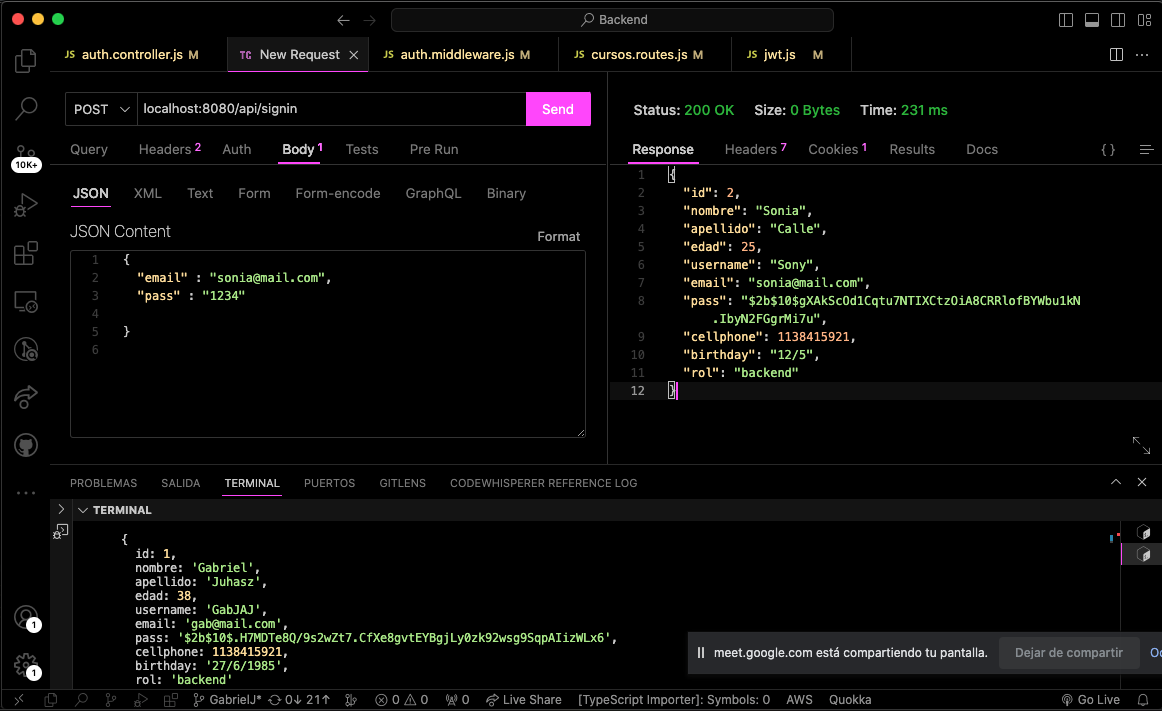 Backend
JS auth.controller.js M
TC New Request
JS auth.middleware.js M
JS cursos.routes.js M
JS jwt.js M
POST localhost:8080/api/signin Send
Query Headers 2 Auth Body 1 Tests Pre Run
JSON XML Text Form Form-encode GraphQL Binary
JSON Content
Format
1 {
2 "email" : "sonia@mail.com",
3 "pass" : "1234"
4
5 }
6
Status: 200 OK Size: 0 Bytes Time: 231 ms
Response Headers 7 Cookies 1 Results Docs { }
1 {
2 "id": 2,
3 "nombre": "Sonia",
4 "apellido": "Calle",
5 "edad": 25,
6 "username": "Sony",
7 "email": "sonia@mail.com",
8 "pass": "$2b$10$gXAkScOd1Cqtu7NTIXCtzOiA8CRRlofBYWbu1kN
.IbyN2FGgrMi7u",
9 "cellphone": 1138415921,
10 "birthday": "12/5",
11 "rol": "backend"
12 }
10K+
PROBLEMAS SALIDA TERMINAL PUERTOS GITLENS CODEWHISPERER REFERENCE LOG
TERMINAL
{
id: 1,
nombre: 'Gabriel',
apellido: 'Juhasz',
edad: 38,
username: 'GabJAJ',
email: 'gab@mail.com',
pass: '$2b$10$.H7MDTe8Q/9s2wZt7.CfXe8gvtEYBgjLy0zk92wsg9SqpAIizWLx6',
cellphone: 1138415921,
birthday: '27/6/1985',
rol: 'backend'
1
1
meet.google.com está compartiendo tu pantalla. Dejar de compartir Oc
GabrielJ* 0↓ 21↑ 0 0 0 Live Share [TypeScript Importer]: Symbols: 0 AWS Quokka Go Live